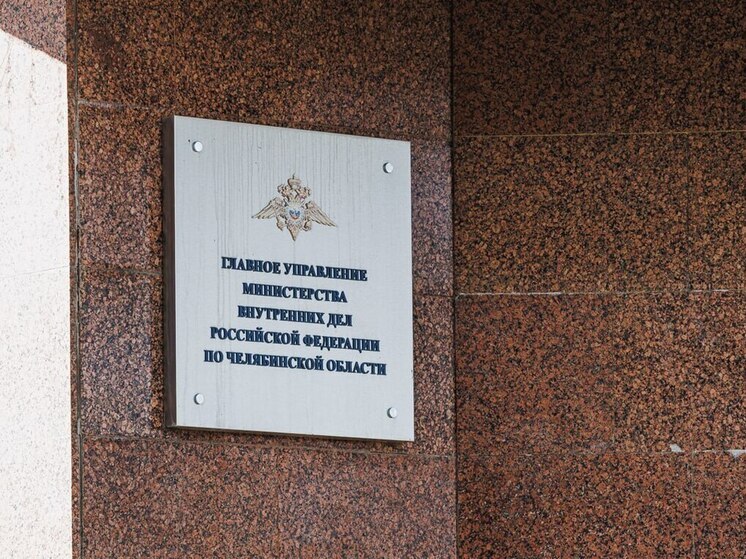 ГЛАВНОЕ УПРАВЛЕНИЕ
МИНИСТЕРСТВА
ВНУТРЕННИХ ДЕЛ
РОССИЙСКОЙ ФЕДЕРАЦИИ
ПО ЧЕЛЯБИНСКОЙ ОБЛАСТИ